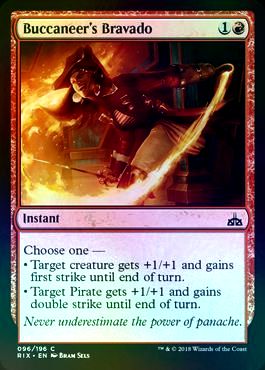 Buccaneer's Bravado 1
Instant
Choose one —
• Target creature gets +1/+1 and gains
first strike until end of turn.
• Target Pirate gets +1/+1 and gains
double strike until end of turn.
Never underestimate the power of panache.
096/196 C
RIX • EN Bram Sels
™ & © 2018 Wizards of the Coast